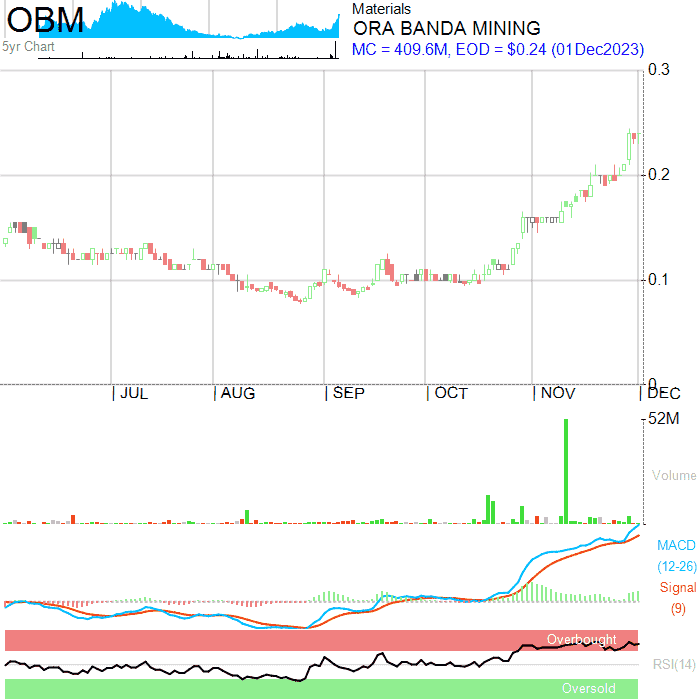 OBM
5yr Chart
Materials
ORA BANDA MINING
MC = 409.6M, EOD = $0.24 (01Dec2023)
0.3
0.2
0.1
0
JUL AUG SEP OCT NOV DEC
52M
Volume
MACD
(12-26)
Signal
(9)
Overbought
RSI(14)
Oversold